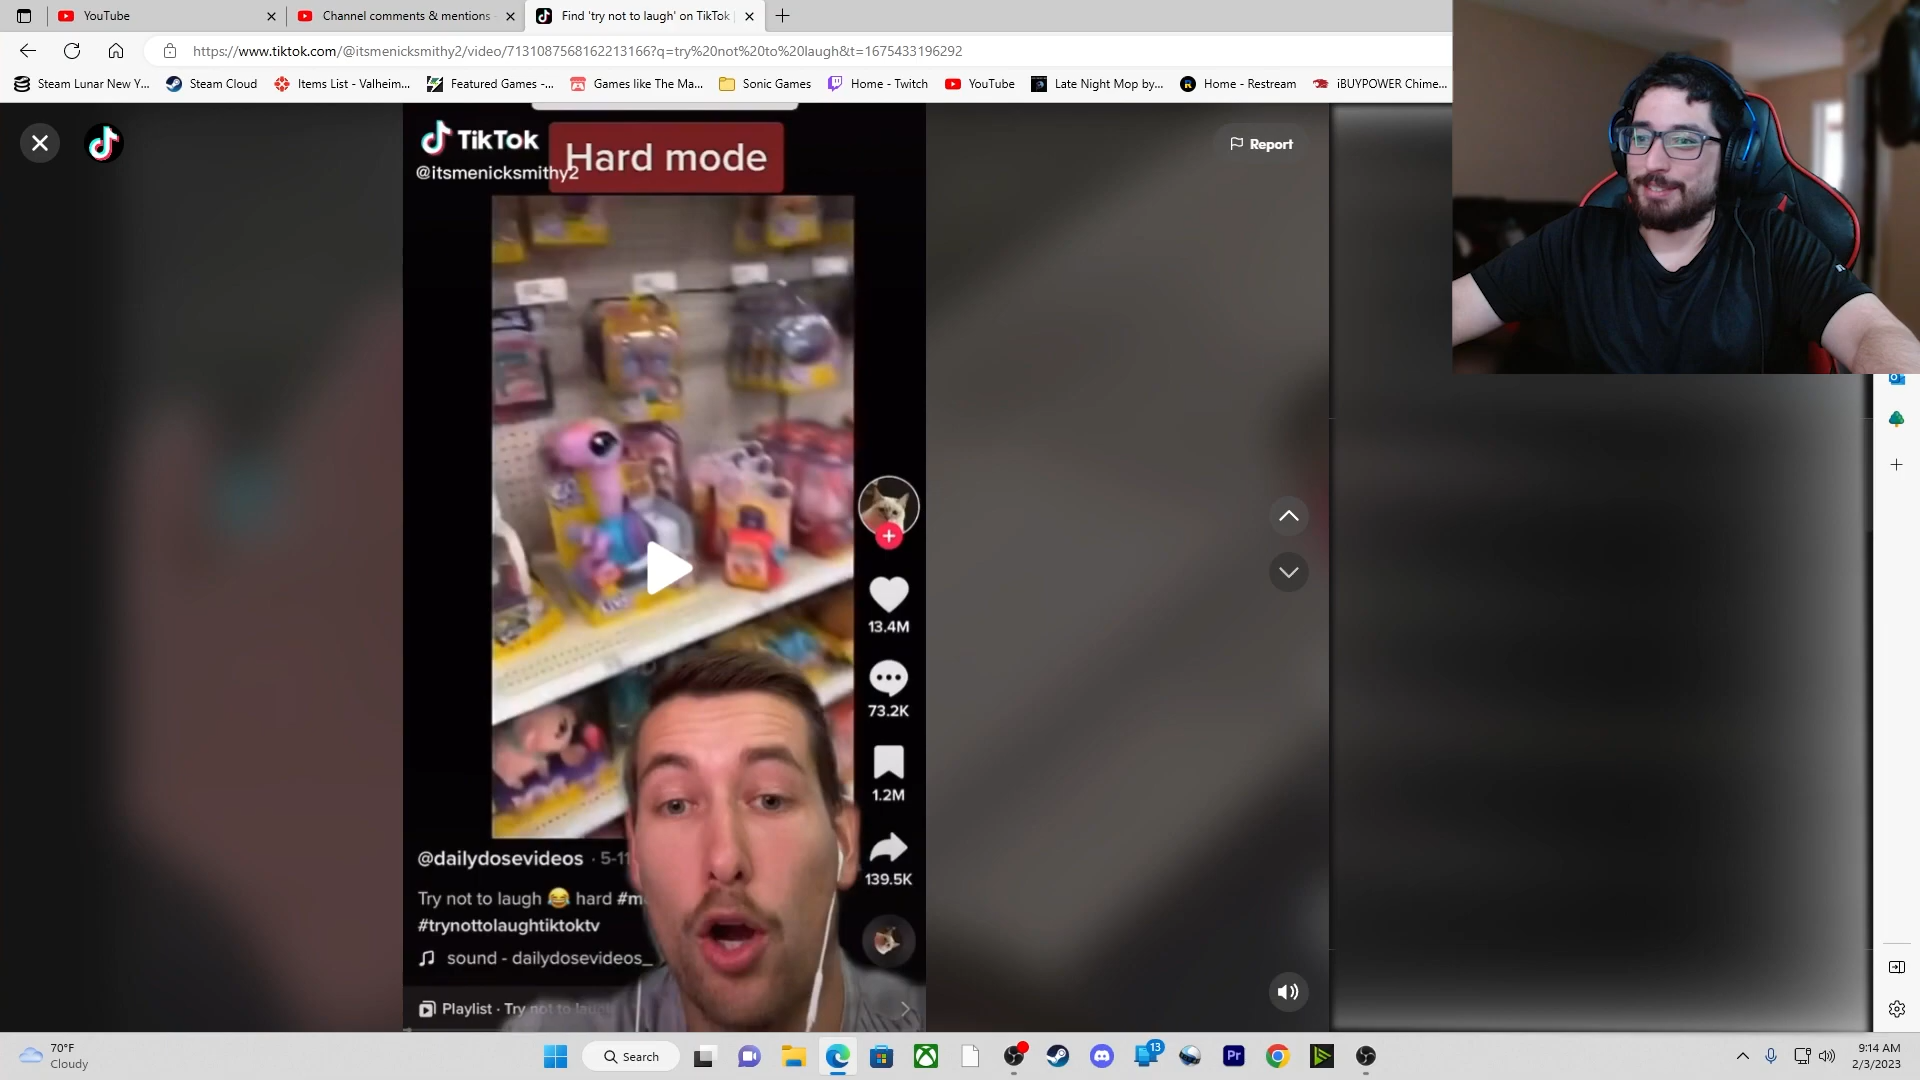 YouTube
Channel comments & mentions -
Find 'try not to laugh' on TikTok |
https://www.tiktok.com/@itsmenicksmithy2/video/7131087568162213166?q=try%20not%20to%20laugh&t=1675433196292
Steam Lunar New Y...
Steam Cloud
Items List - Valheim...
Featured Games -...
Games like The Ma...
Sonic Games
Home - Twitch
YouTube
Late Night Mop by...
Home - Restream
iBUYPOWER Chime...
TikTok
@itsmenicksmithy2
Hard mode
Report
13.4M
73.2K
1.2M
139.5K
@dailydosevideos · 5-11
Try not to laugh 😂 hard #m
#trynottolaughtiktoktv
sound - dailydosevideos_
Playlist · Try not to laugh
70°F
Cloudy
Search
13
Pr
9:14 AM
2/3/2023